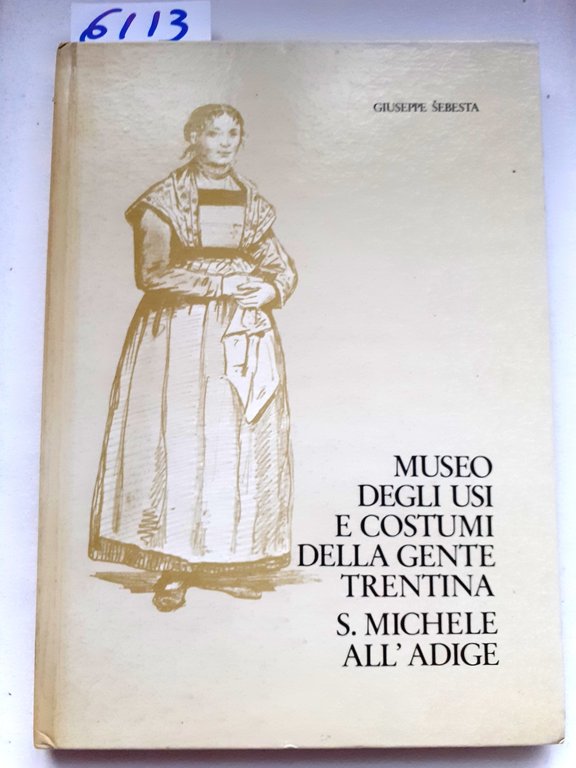 6113
GIUSEPPE ŠEBESTA
MUSEO
DEGLI USI
E COSTUMI
DELLA GENTE
TRENTINA
S. MICHELE
ALL' ADIGE